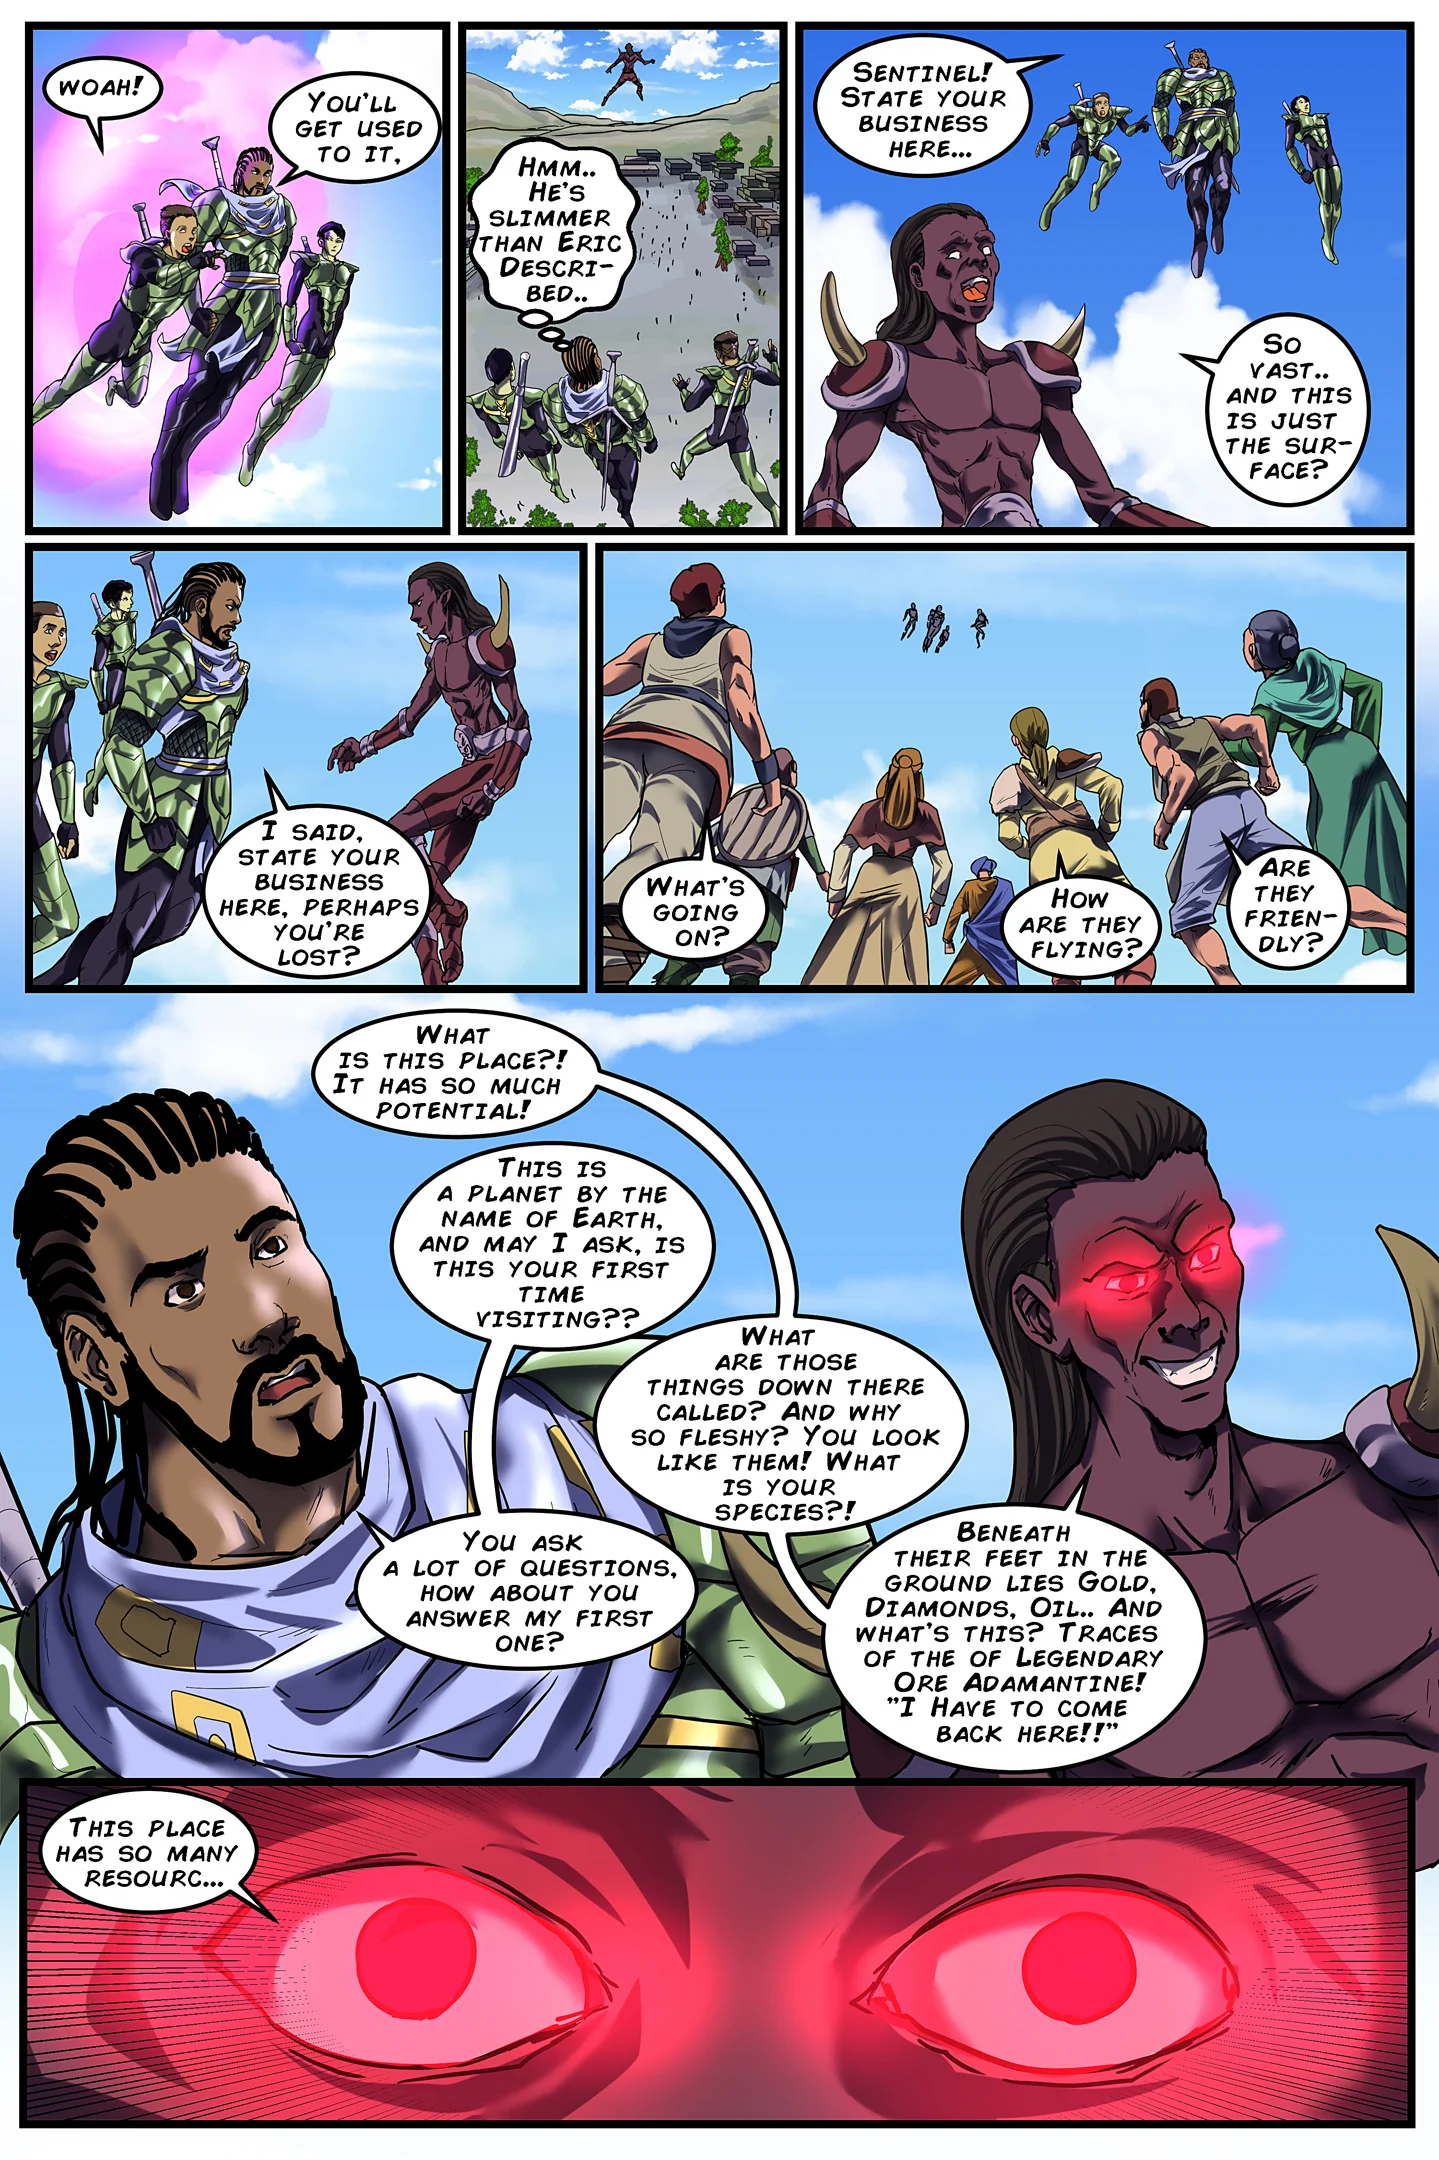 WOAH!
YOU'LL
GET USED
TO IT,
HMM..
HE'S
SLIMMER
THAN ERIC
DESCRI-
BED..
SENTINEL!
STATE YOUR
BUSINESS
HERE...
SO
VAST..
AND THIS
IS JUST
THE SUR-
FACE?
I SAID,
STATE YOUR
BUSINESS
HERE, PERHAPS
YOU'RE
LOST?
WHAT'S
GOING
ON?
HOW
ARE THEY
FLYING?
ARE
THEY
FRIEN-
DLY?
WHAT
IS THIS PLACE?!
IT HAS SO MUCH
POTENTIAL!
THIS IS
A PLANET BY THE
NAME OF EARTH,
AND MAY I ASK, IS
THIS YOUR FIRST
TIME
VISITING??
WHAT
ARE THOSE
THINGS DOWN THERE
CALLED? AND WHY
SO FLESHY? YOU LOOK
LIKE THEM! WHAT
IS YOUR
SPECIES?!
YOU ASK
A LOT OF QUESTIONS,
HOW ABOUT YOU
ANSWER MY FIRST
ONE?
BENEATH
THEIR FEET IN THE
GROUND LIES GOLD,
DIAMONDS, OIL.. AND
WHAT'S THIS? TRACES
OF THE OF LEGENDARY
ORE ADAMANTINE!
"I HAVE TO COME
BACK HERE!!"
THIS PLACE
HAS SO MANY
RESOURC...